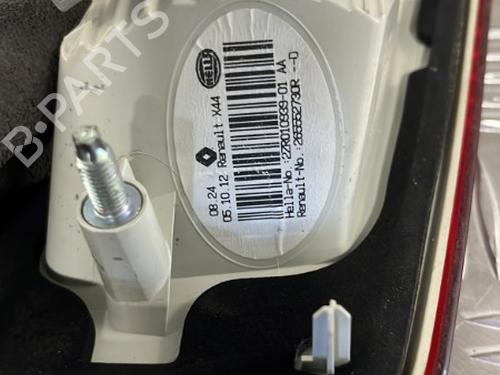 HELLA
08:24
05.10.12 Renault X44
Hella-No.:2ZR010939-01 AA
Renault-No.:265552730R --D
B-PARTS